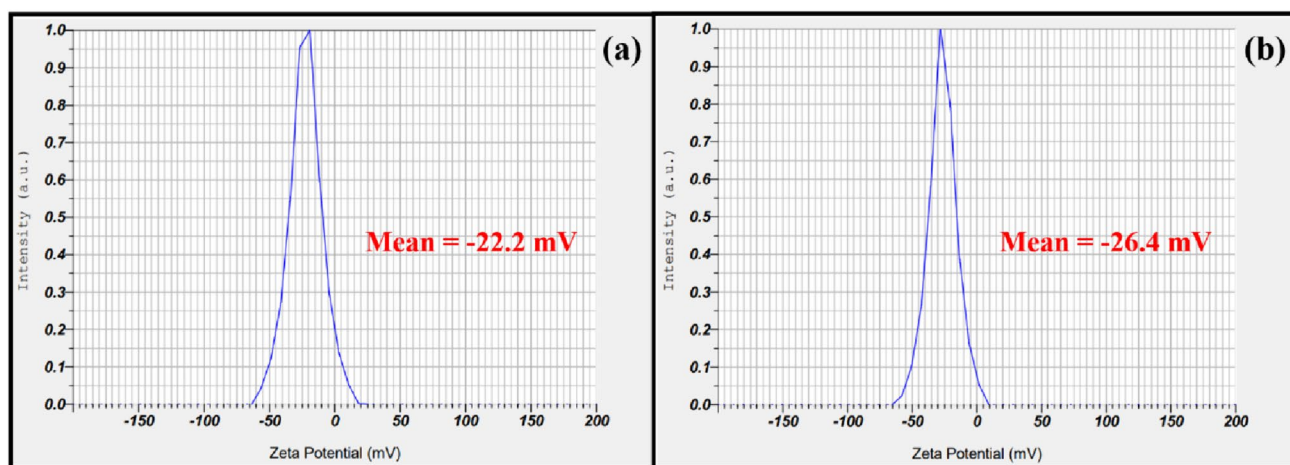 (a)
1.0
0.9
0.8
0.7
0.6
0.5
0.4
0.3
0.2
0.1
0.0
Intensity (a.u.)
Mean = -22.2 mV
-150 -100 -50 0 50 100 150 200
Zeta Potential (mV)
(b)
1.0
0.9
0.8
0.7
0.6
0.5
0.4
0.3
0.2
0.1
0.0
Intensity (a.u.)
Mean = -26.4 mV
-150 -100 -50 0 50 100 150 200
Zeta Potential (mV)